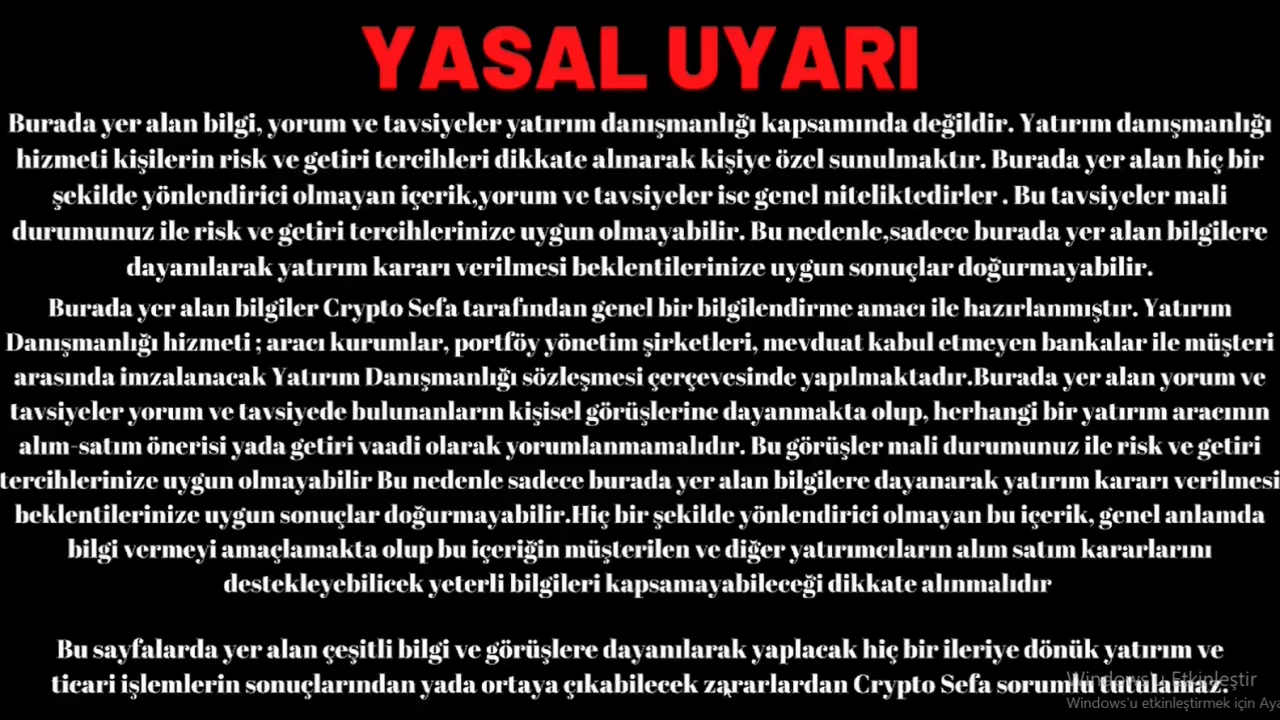 YASAL UYARI
Burada yer alan bilgi, yorum ve tavsiyeler yatırım danışmanlığı kapsamında değildir. Yatırım danışmanlığı
hizmeti kişilerin risk ve getiri tercihleri dikkate alınarak kişiye özel sunulmaktır. Burada yer alan hiç bir
şekilde yönlendirici olmayan içerik,yorum ve tavsiyeler ise genel niteliktedirler . Bu tavsiyeler mali
durumunuz ile risk ve getiri tercihlerinize uygun olmayabilir. Bu nedenle,sadece burada yer alan bilgilere
dayanılarak yatırım kararı verilmesi beklentilerinize uygun sonuçlar doğurmayabilir.
Burada yer alan bilgiler Crypto Sefa tarafından genel bir bilgilendirme amacı ile hazırlanmıştır. Yatırım
Danışmanlığı hizmeti ; aracı kurumlar, portföy yönetim şirketleri, mevduat kabul etmeyen bankalar ile müşteri
arasında imzalanacak Yatırım Danışmanlığı sözleşmesi çerçevesinde yapılmaktadır.Burada yer alan yorum ve
tavsiyeler yorum ve tavsiyede bulunanların kişisel görüşlerine dayanmakta olup, herhangi bir yatırım aracının
alım-satım önerisi yada getiri vaadi olarak yorumlanmamalıdır. Bu görüşler mali durumunuz ile risk ve getiri
tercihlerinize uygun olmayabilir Bu nedenle sadece burada yer alan bilgilere dayanarak yatırım kararı verilmesi
beklentilerinize uygun sonuçlar doğurmayabilir.Hiç bir şekilde yönlendirici olmayan bu içerik, genel anlamda
bilgi vermeyi amaçlamakta olup bu içeriğin müşterilen ve diğer yatırımcıların alım satım kararlarını
destekleyebilicek yeterli bilgileri kapsamayabileceği dikkate alınmalıdır
Bu sayfalarda yer alan çeşitli bilgi ve görüşlere dayanılarak yaplacak hiç bir ileriye dönük yatırım ve
ticari işlemlerin sonuçlarından yada ortaya çıkabilecek zararlardan Crypto Sefa sorumlu tutulamaz.
Windows'u Etkinleştir
Windows'u etkinleştirmek için Aya